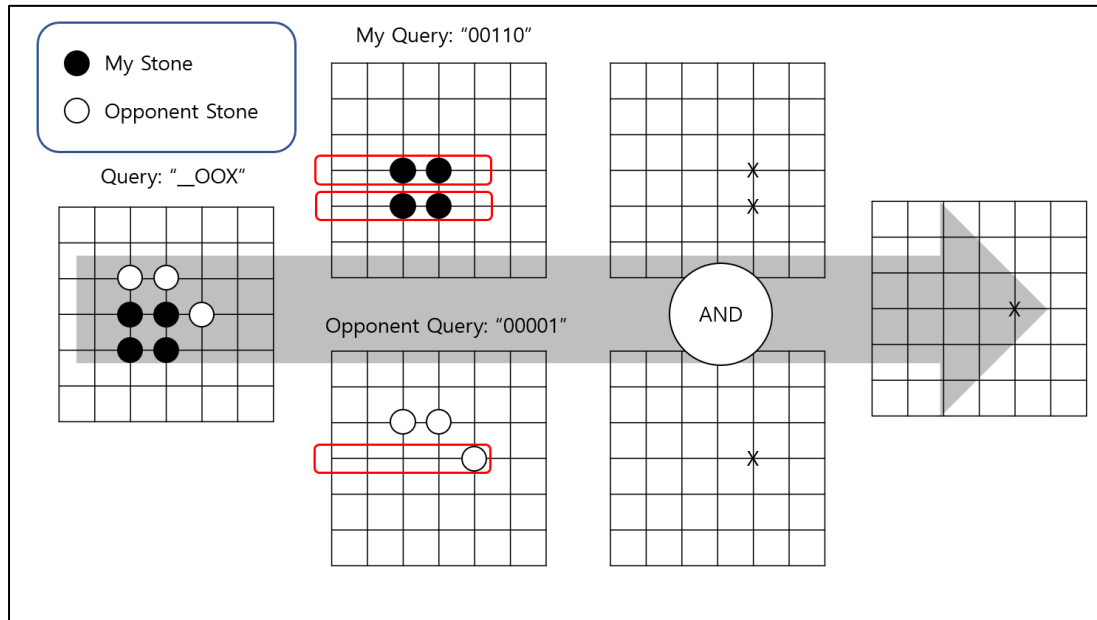 My Query: “00110”
My Stone
Opponent Stone
Query: “__OOX”
X
X
X
AND
Opponent Query: “00001”
X